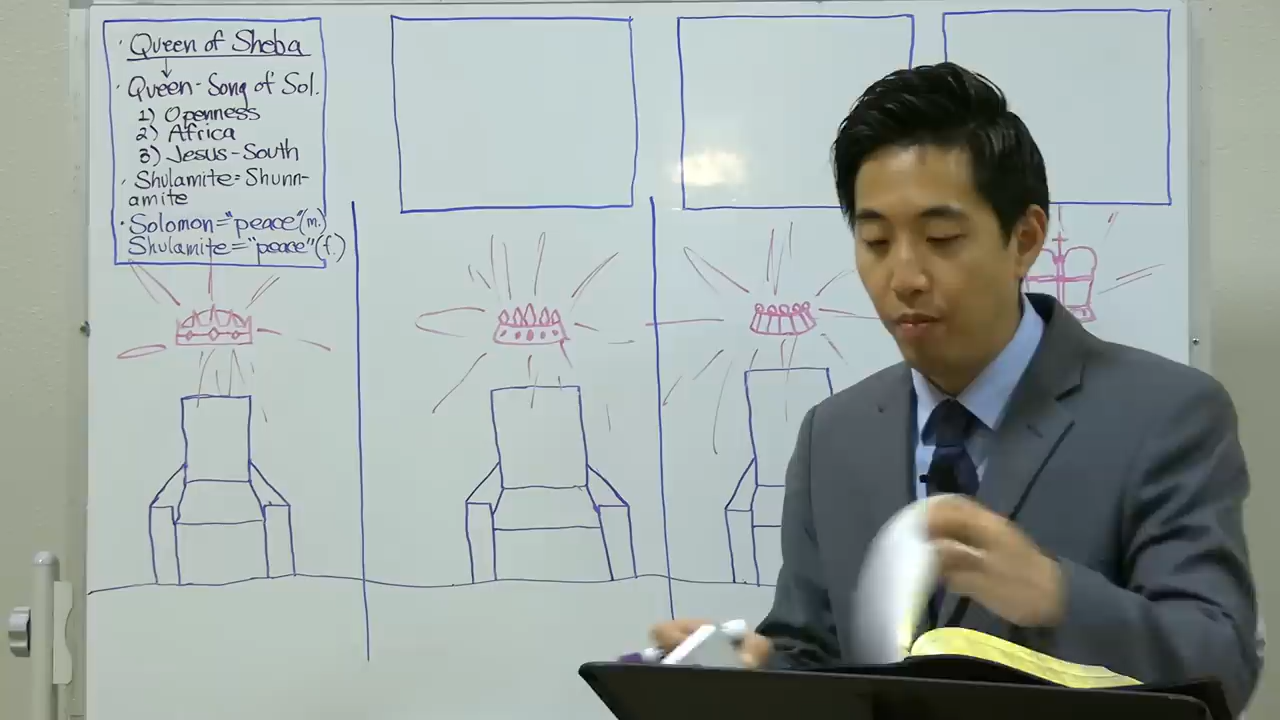 · Queen of Sheba
Queen-Song of Sol.
1) Openness
2) Africa
3) Jesus-South
· Shulamite=Shunn-
amite
· Solomon="peace"(m.)
Shulamite="peace"(f.)